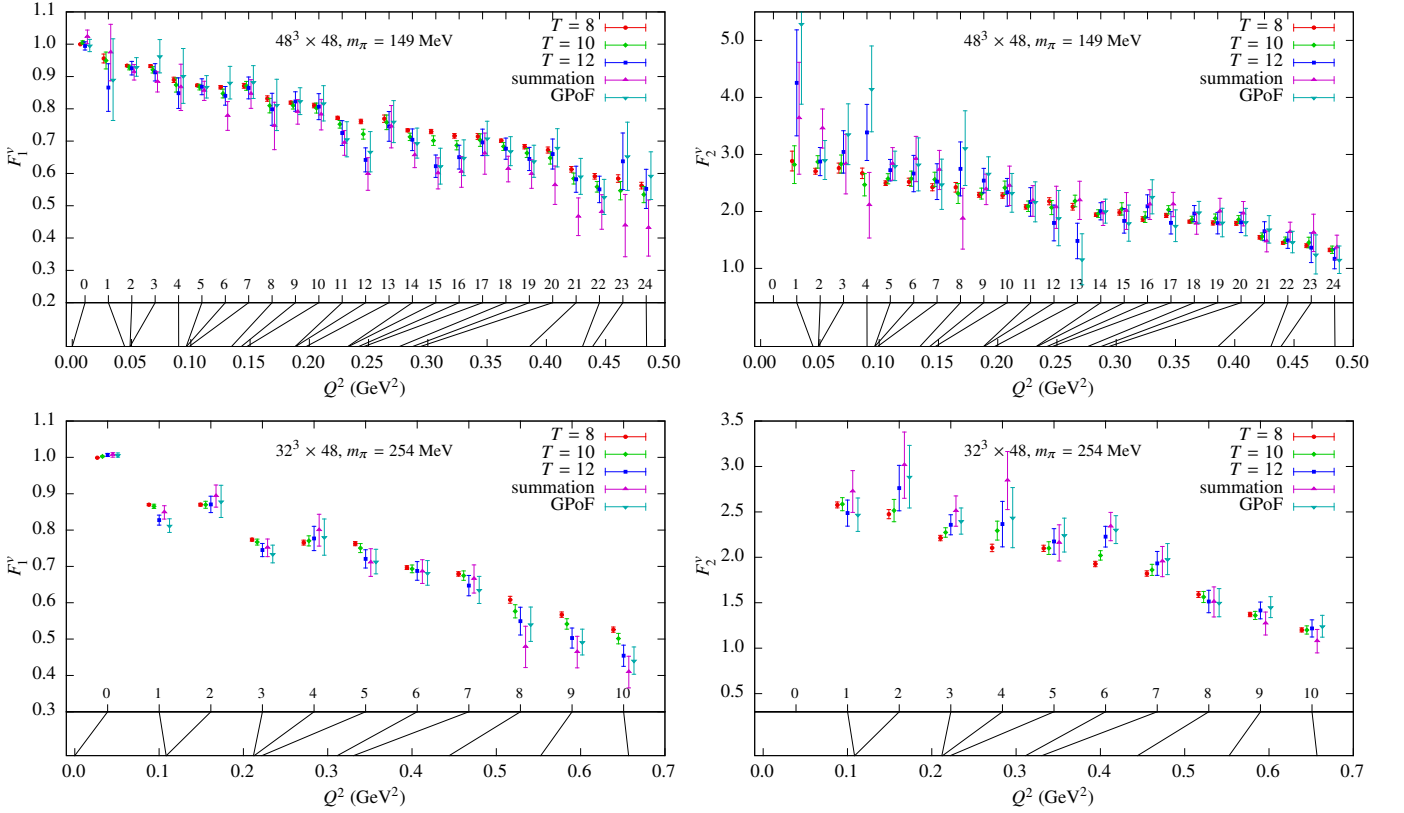 1.1
1.0
0.9
0.8
0.7
0.6
0.5
0.4
0.3
0.2
F₁ᵛ
48³ × 48, mπ = 149 MeV
T = 8
T = 10
T = 12
summation
GPoF
0 1 2 3 4 5 6 7 8 9 10 11 12 13 14 15 16 17 18 19 20 21 22 23 24
0.00 0.05 0.10 0.15 0.20 0.25 0.30 0.35 0.40 0.45 0.50
Q² (GeV²)
5.0
4.0
3.0
2.0
1.0
F₂ᵛ
48³ × 48, mπ = 149 MeV
T = 8
T = 10
T = 12
summation
GPoF
0 1 2 3 4 5 6 7 8 9 10 11 12 13 14 15 16 17 18 19 20 21 22 23 24
0.00 0.05 0.10 0.15 0.20 0.25 0.30 0.35 0.40 0.45 0.50
Q² (GeV²)
1.1
1.0
0.9
0.8
0.7
0.6
0.5
0.4
0.3
F₁ᵛ
32³ × 48, mπ = 254 MeV
T = 8
T = 10
T = 12
summation
GPoF
0 1 2 3 4 5 6 7 8 9 10
0.0 0.1 0.2 0.3 0.4 0.5 0.6 0.7
Q² (GeV²)
3.5
3.0
2.5
2.0
1.5
1.0
0.5
F₂ᵛ
32³ × 48, mπ = 254 MeV
T = 8
T = 10
T = 12
summation
GPoF
0 1 2 3 4 5 6 7 8 9 10
0.0 0.1 0.2 0.3 0.4 0.5 0.6 0.7
Q² (GeV²)